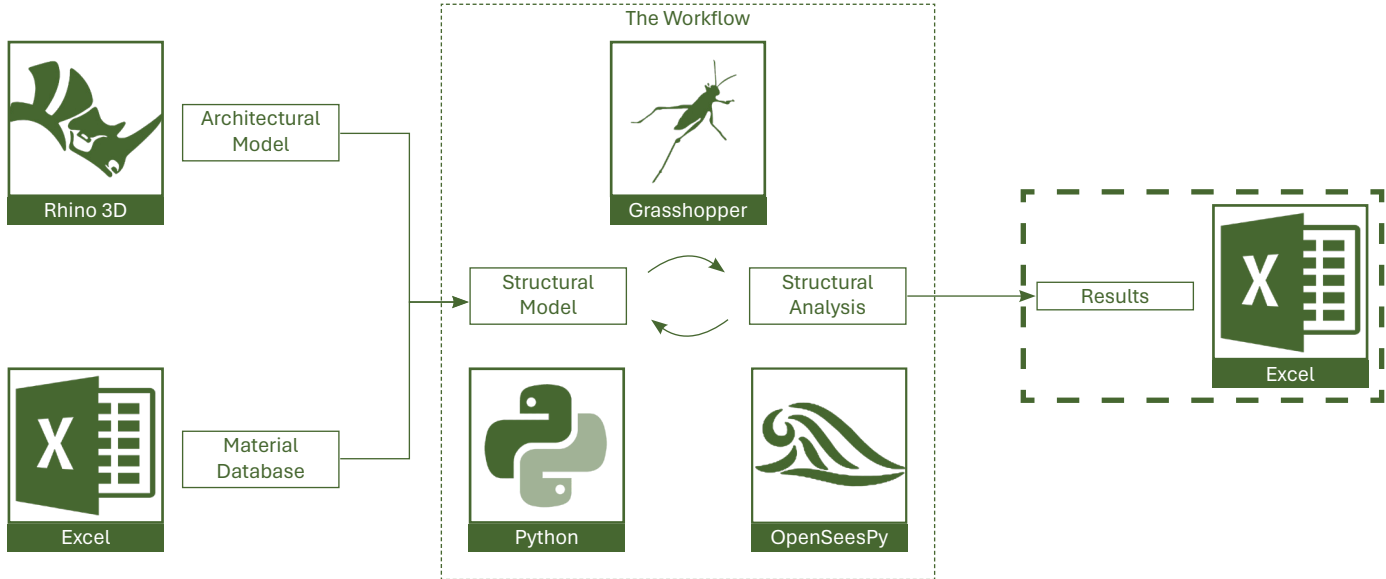 The Workflow
Rhino 3D
Architectural
Model
Grasshopper
Structural
Model
Structural
Analysis
Results
X
Excel
X
Excel
Material
Database
Python
OpenSeesPy